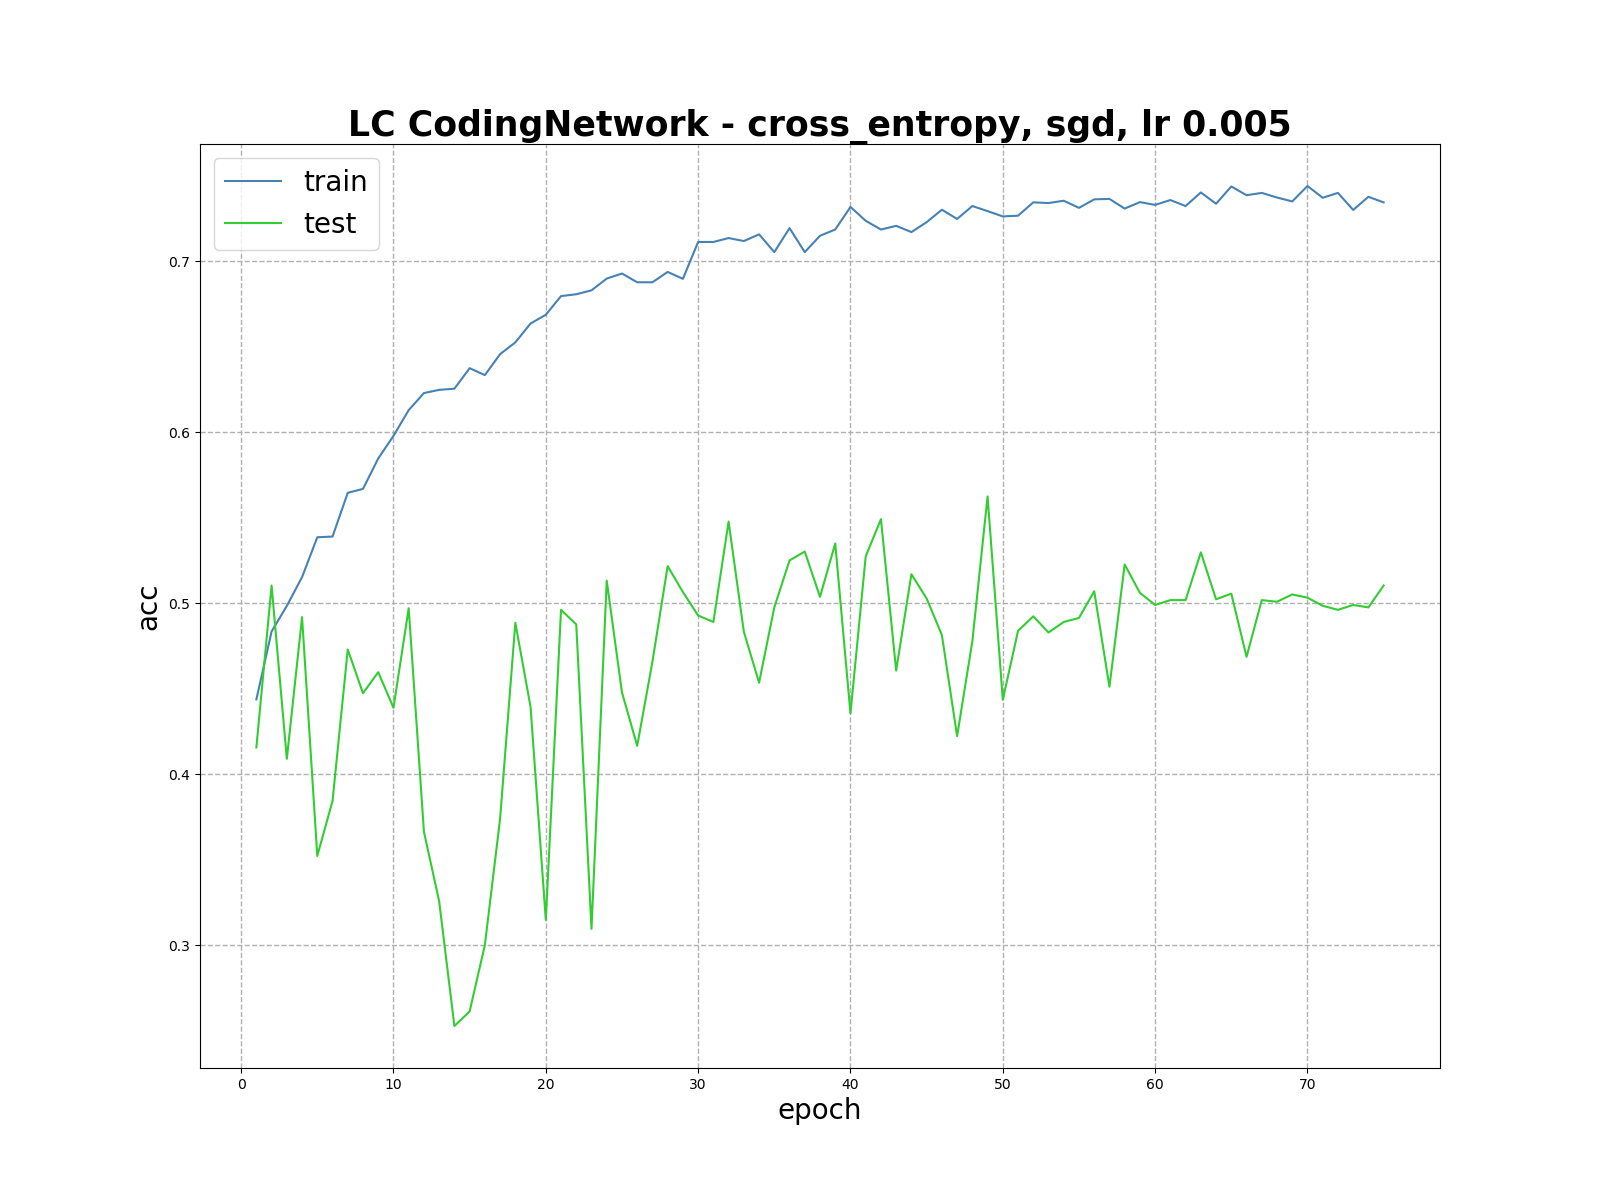 LC CodingNetwork - cross_entropy, sgd, lr 0.005
train
test
acc
0.7
0.6
0.5
0.4
0.3
0 10 20 30 40 50 60 70
epoch